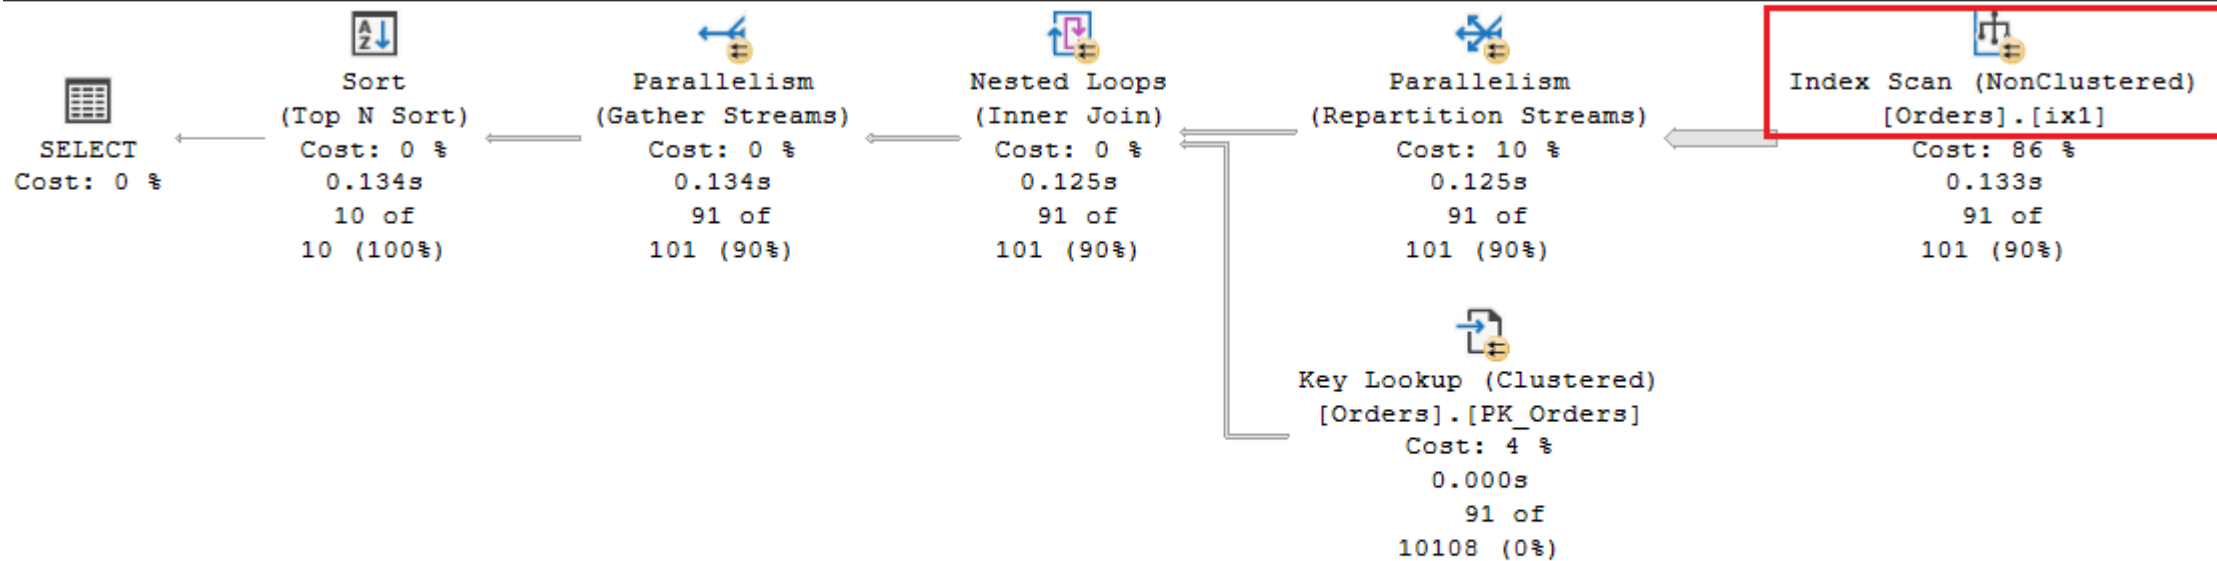 SELECT
Cost: 0 %
Sort
(Top N Sort)
Cost: 0 %
0.134s
10 of
10 (100%)
Parallelism
(Gather Streams)
Cost: 0 %
0.134s
91 of
101 (90%)
Nested Loops
(Inner Join)
Cost: 0 %
0.125s
91 of
101 (90%)
Parallelism
(Repartition Streams)
Cost: 10 %
0.125s
91 of
101 (90%)
Index Scan (NonClustered)
[Orders].[ix1]
Cost: 86 %
0.133s
91 of
101 (90%)
Key Lookup (Clustered)
[Orders].[PK_Orders]
Cost: 4 %
0.000s
91 of
10108 (0%)